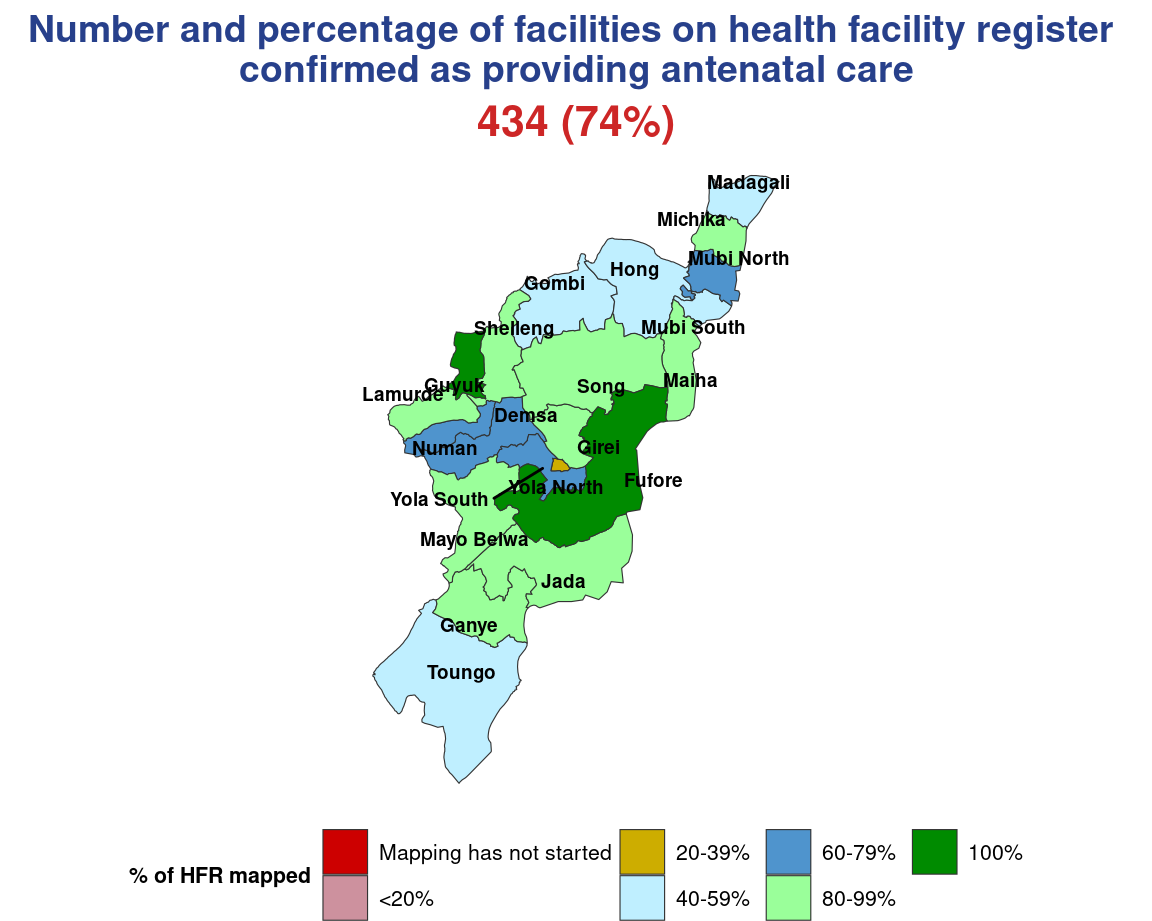 Number and percentage of facilities on health facility register
confirmed as providing antenatal care
434 (74%)
Madagali
Michika
Mubi North
Hong
Gombi
Shelleng
Mubi South
Maiha
Guyuk
Song
Lamurde
Demsa
Numan
Girei
Fufore
Yola North
Yola South
Mayo Belwa
Jada
Ganye
Toungo
% of HFR mapped
Mapping has not started
<20%
20-39%
40-59%
60-79%
80-99%
100%